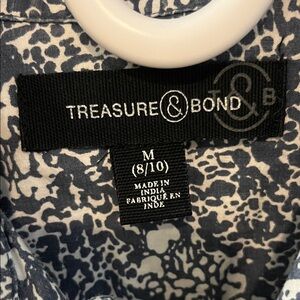 TREASURE & BOND
T & B
M
(8/10)
MADE IN
INDIA
FABRIQUÉ EN
INDE